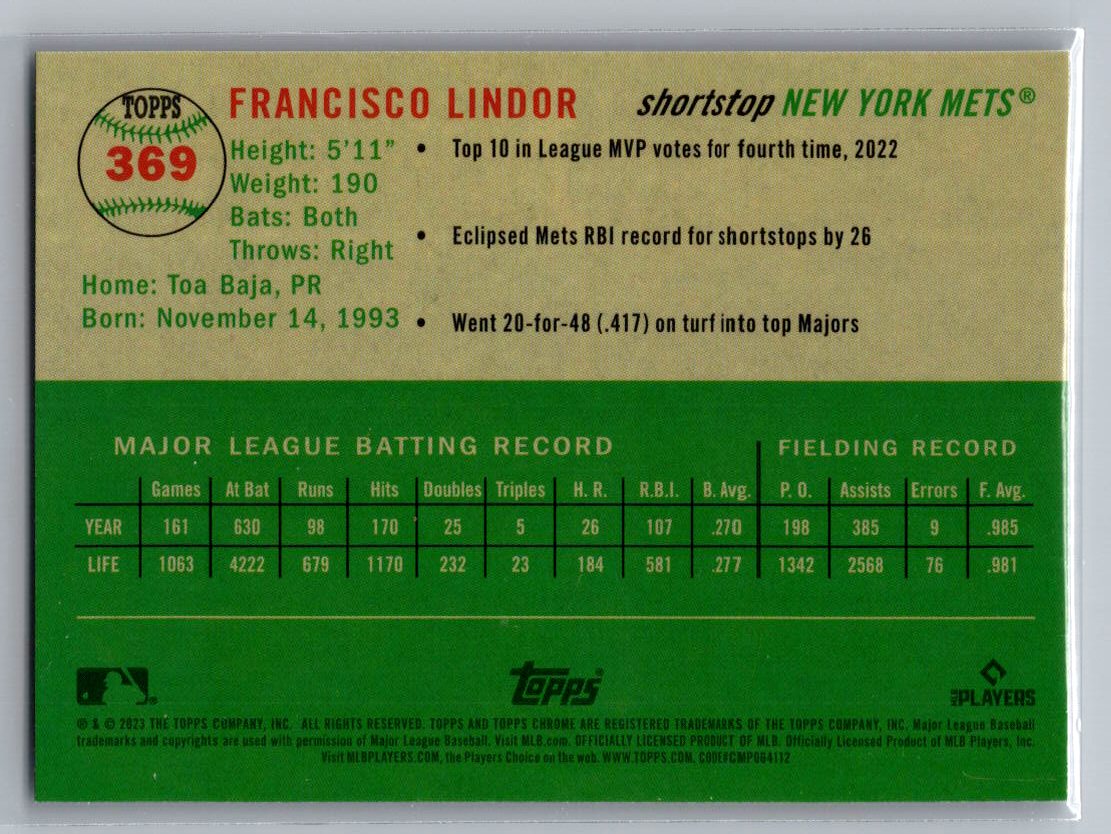 TOPPS
369
FRANCISCO LINDOR
shortstop NEW YORK METS®
Height: 5'11"
Weight: 190
Bats: Both
Throws: Right
Home: Toa Baja, PR
Born: November 14, 1993
• Top 10 in League MVP votes for fourth time, 2022
• Eclipsed Mets RBI record for shortstops by 26
• Went 20-for-48 (.417) on turf into top Majors
MAJOR LEAGUE BATTING RECORD FIELDING RECORD
Games At Bat Runs Hits Doubles Triples H. R. R.B.I. B. Avg. P. O. Assists Errors F. Avg.
YEAR 161 630 98 170 25 5 26 107 .270 198 385 9 .985
LIFE 1063 4222 679 1170 232 23 184 581 .277 1342 2568 76 .981
topps
MLB PLAYERS
® & © 2023 THE TOPPS COMPANY, INC. ALL RIGHTS RESERVED. TOPPS AND TOPPS CHROME ARE REGISTERED TRADEMARKS OF THE TOPPS COMPANY, INC. Major League Baseball
trademarks and copyrights are used with permission of Major League Baseball. Visit MLB.com. OFFICIALLY LICENSED PRODUCT OF MLB. Officially Licensed Product of MLB Players, Inc.
Visit MLBPLAYERS.COM, the Players Choice on the web. WWW.TOPPS.COM. CODE#CMP064112